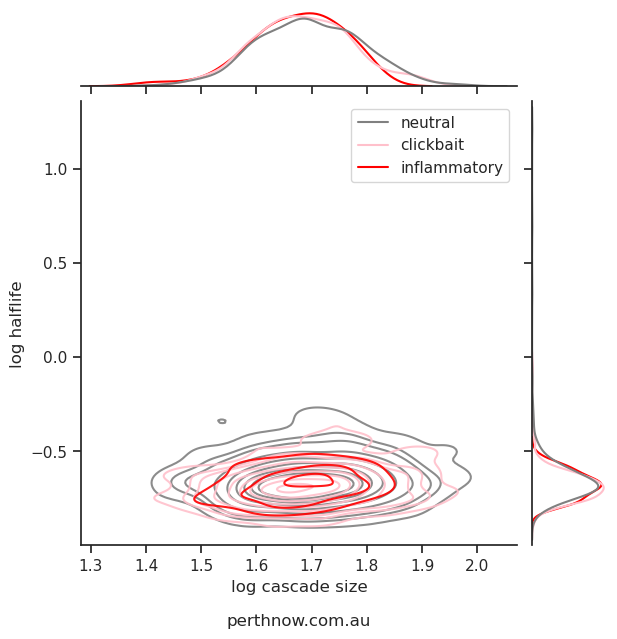 neutral
clickbait
inflammatory
1.0
0.5
0.0
−0.5
log halflife
1.3 1.4 1.5 1.6 1.7 1.8 1.9 2.0
log cascade size
perthnow.com.au